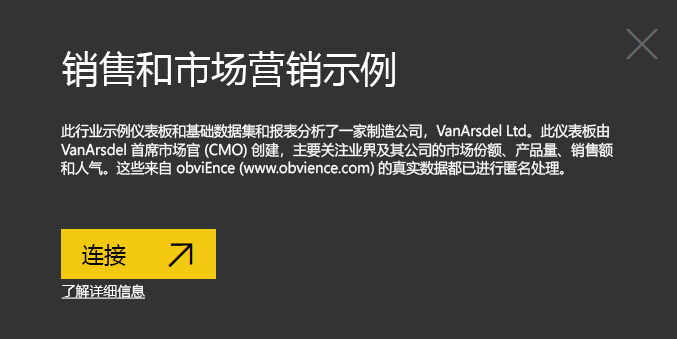 销售和市场营销示例
此行业示例仪表板和基础数据集和报表分析了一家制造公司，VanArsdel Ltd。此仪表板由
VanArsdel 首席市场官 (CMO) 创建，主要关注业界及其公司的市场份额、产品量、销售额
和人气。这些来自 obviEnce (www.obvience.com) 的真实数据都已进行匿名处理。
连接
了解详细信息